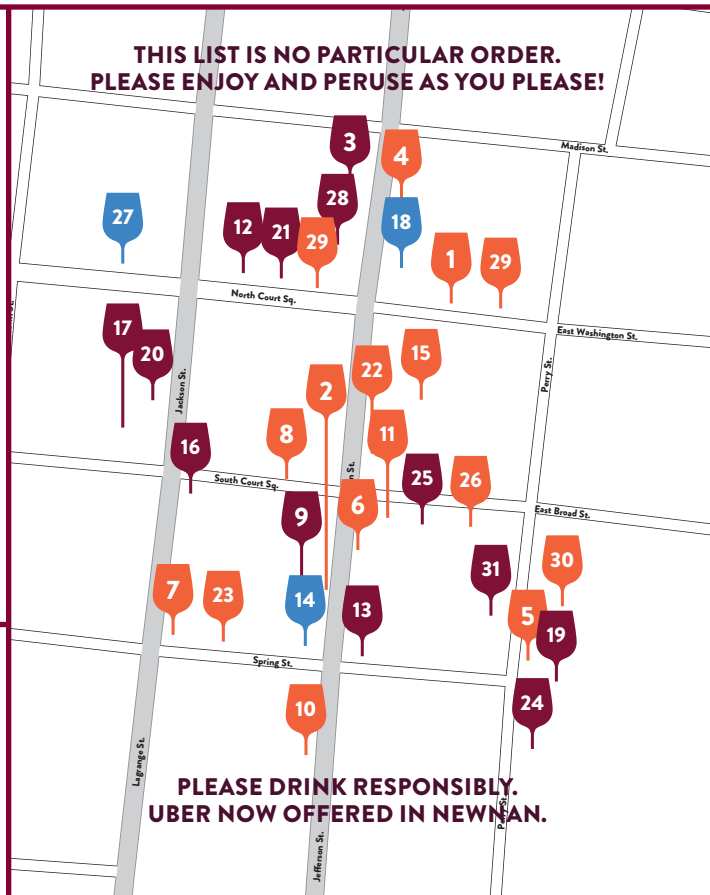 THIS LIST IS NO PARTICULAR ORDER.
PLEASE ENJOY AND PERUSE AS YOU PLEASE!
Madison St.
3
4
28
27
12
21
29
18
1
29
North Court Sq.
East Washington St.
17
20
15
22
2
Perry St.
Jackson St.
8
11
16
25
26
South Court Sq.
6
9
East Broad St.
30
31
7
23
14
13
5
19
Spring St.
24
10
Lagrange St.
PLEASE DRINK RESPONSIBLY.
UBER NOW OFFERED IN NEWNAN.
Perry St.
Jefferson St.